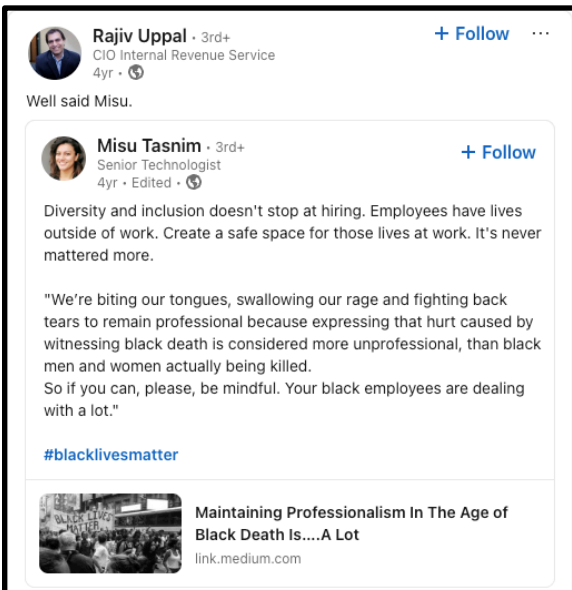 Rajiv Uppal · 3rd+
+ Follow ...
CIO Internal Revenue Service
4yr ·
Well said Misu.
Misu Tasnim · 3rd+
+ Follow
Senior Technologist
4yr · Edited ·
Diversity and inclusion doesn't stop at hiring. Employees have lives
outside of work. Create a safe space for those lives at work. It's never
mattered more.
"We're biting our tongues, swallowing our rage and fighting back
tears to remain professional because expressing that hurt caused by
witnessing black death is considered more unprofessional, than black
men and women actually being killed.
So if you can, please, be mindful. Your black employees are dealing
with a lot."
#blacklivesmatter
BLACK LIVES
MATTER
Maintaining Professionalism In The Age of
Black Death Is....A Lot
link.medium.com